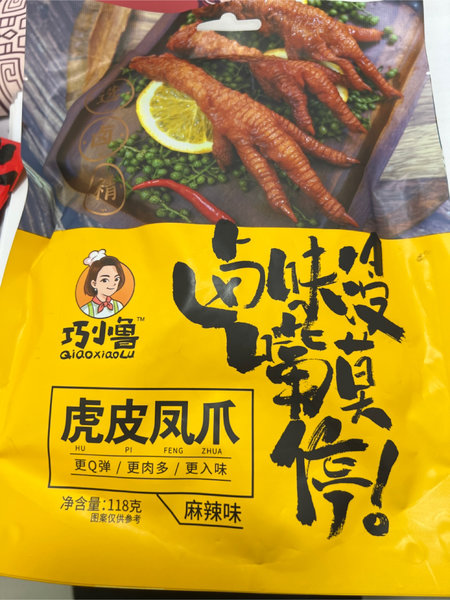 巧小鲁™
QiaoxiaoLu
卤味没
嘴莫
停!
虎皮凤爪
HU PI FENG ZHUA
更Q弹/更肉多/更入味
净含量:118克
图案仅供参考
麻辣味